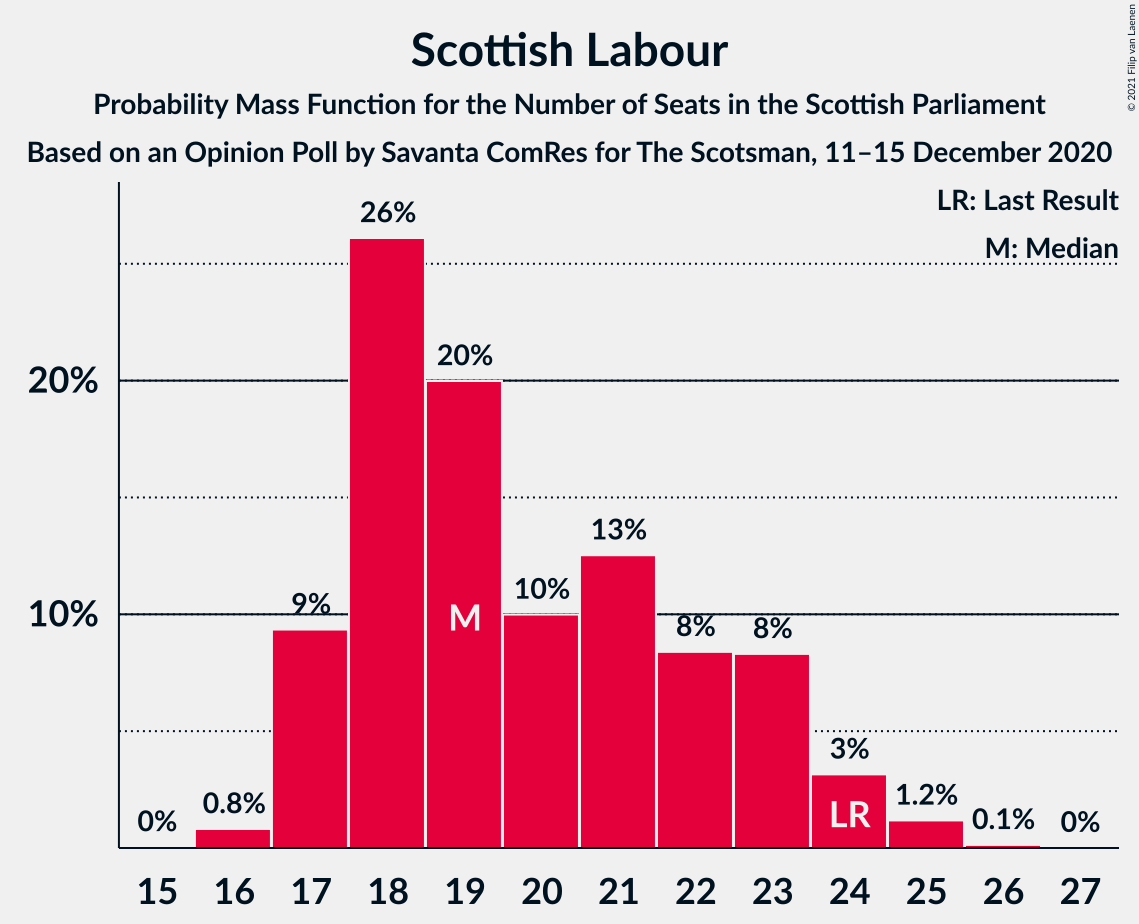 Scottish Labour
Probability Mass Function for the Number of Seats in the Scottish Parliament
Based on an Opinion Poll by Savanta ComRes for The Scotsman, 11–15 December 2020
© 2021 Filip van Laenen
LR: Last Result
M: Median
26%
20%
20%
13%
10%
10%
9%
8%
8%
3%
1.2%
0.8%
0.1%
0%
0%
M
LR
15 16 17 18 19 20 21 22 23 24 25 26 27